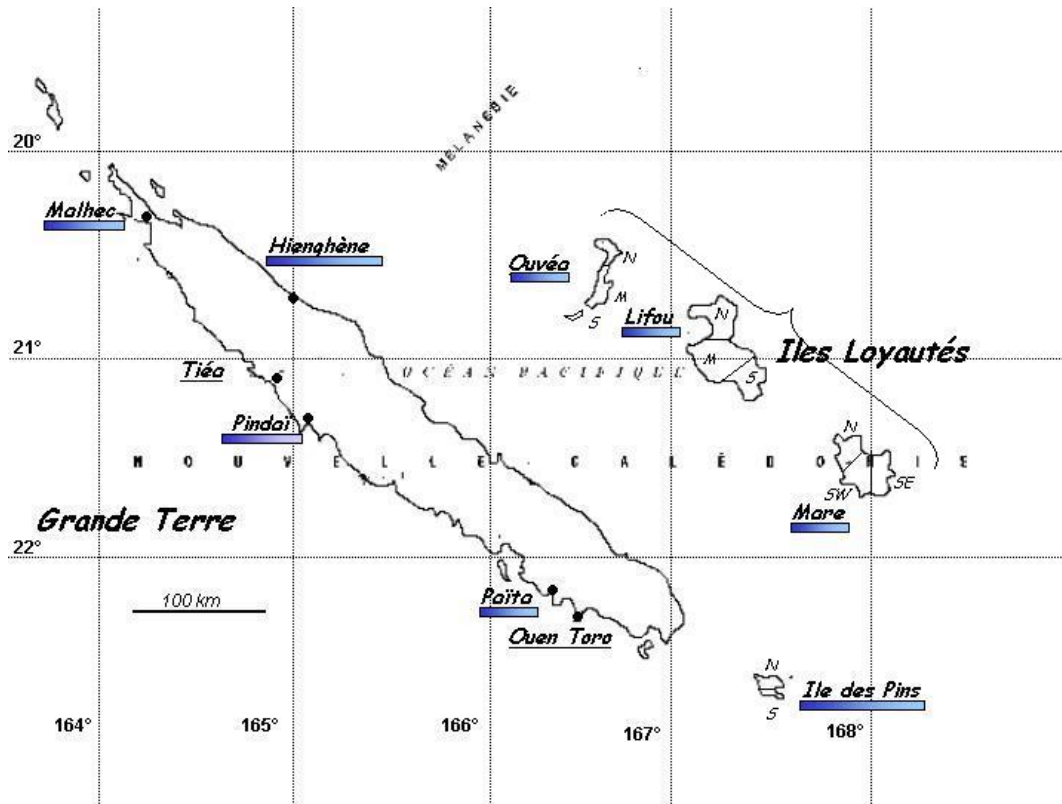 MELANESIE
20°
Malhec
Hienghène
Ouvéa
N
M
S
Lifou
N
M
S
Iles Loyautés
21°
OCÉAN PACIFIQUE
Tiéa
Pindaï
N
NOUVELLE CALÉDONIE
SW
SE
Mare
Grande Terre
22°
100 km
Païta
Ouen Toro
N
S
Ile des Pins
164°
165°
166°
167°
168°